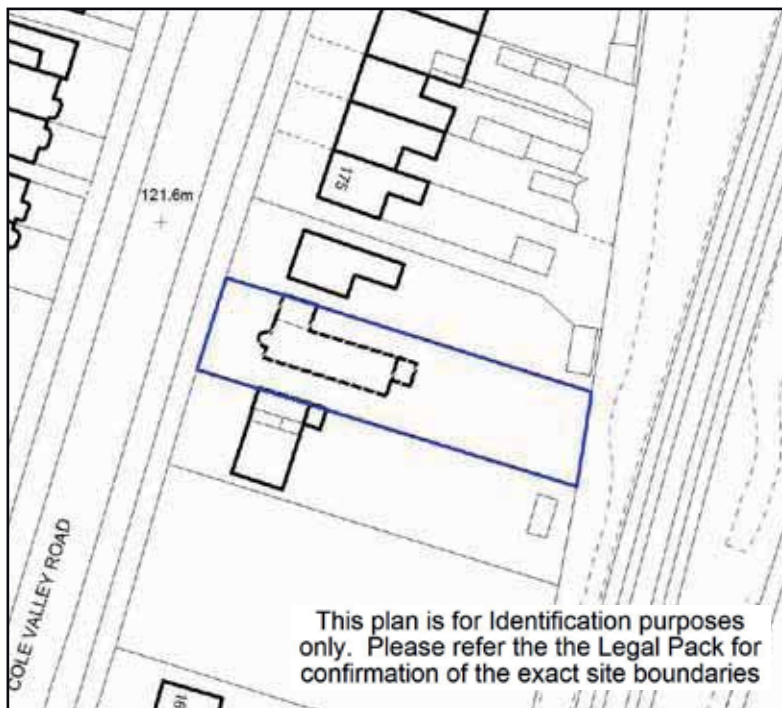 175
121.6m
COLE VALLEY ROAD
This plan is for Identification purposes
only. Please refer the the Legal Pack for
confirmation of the exact site boundaries